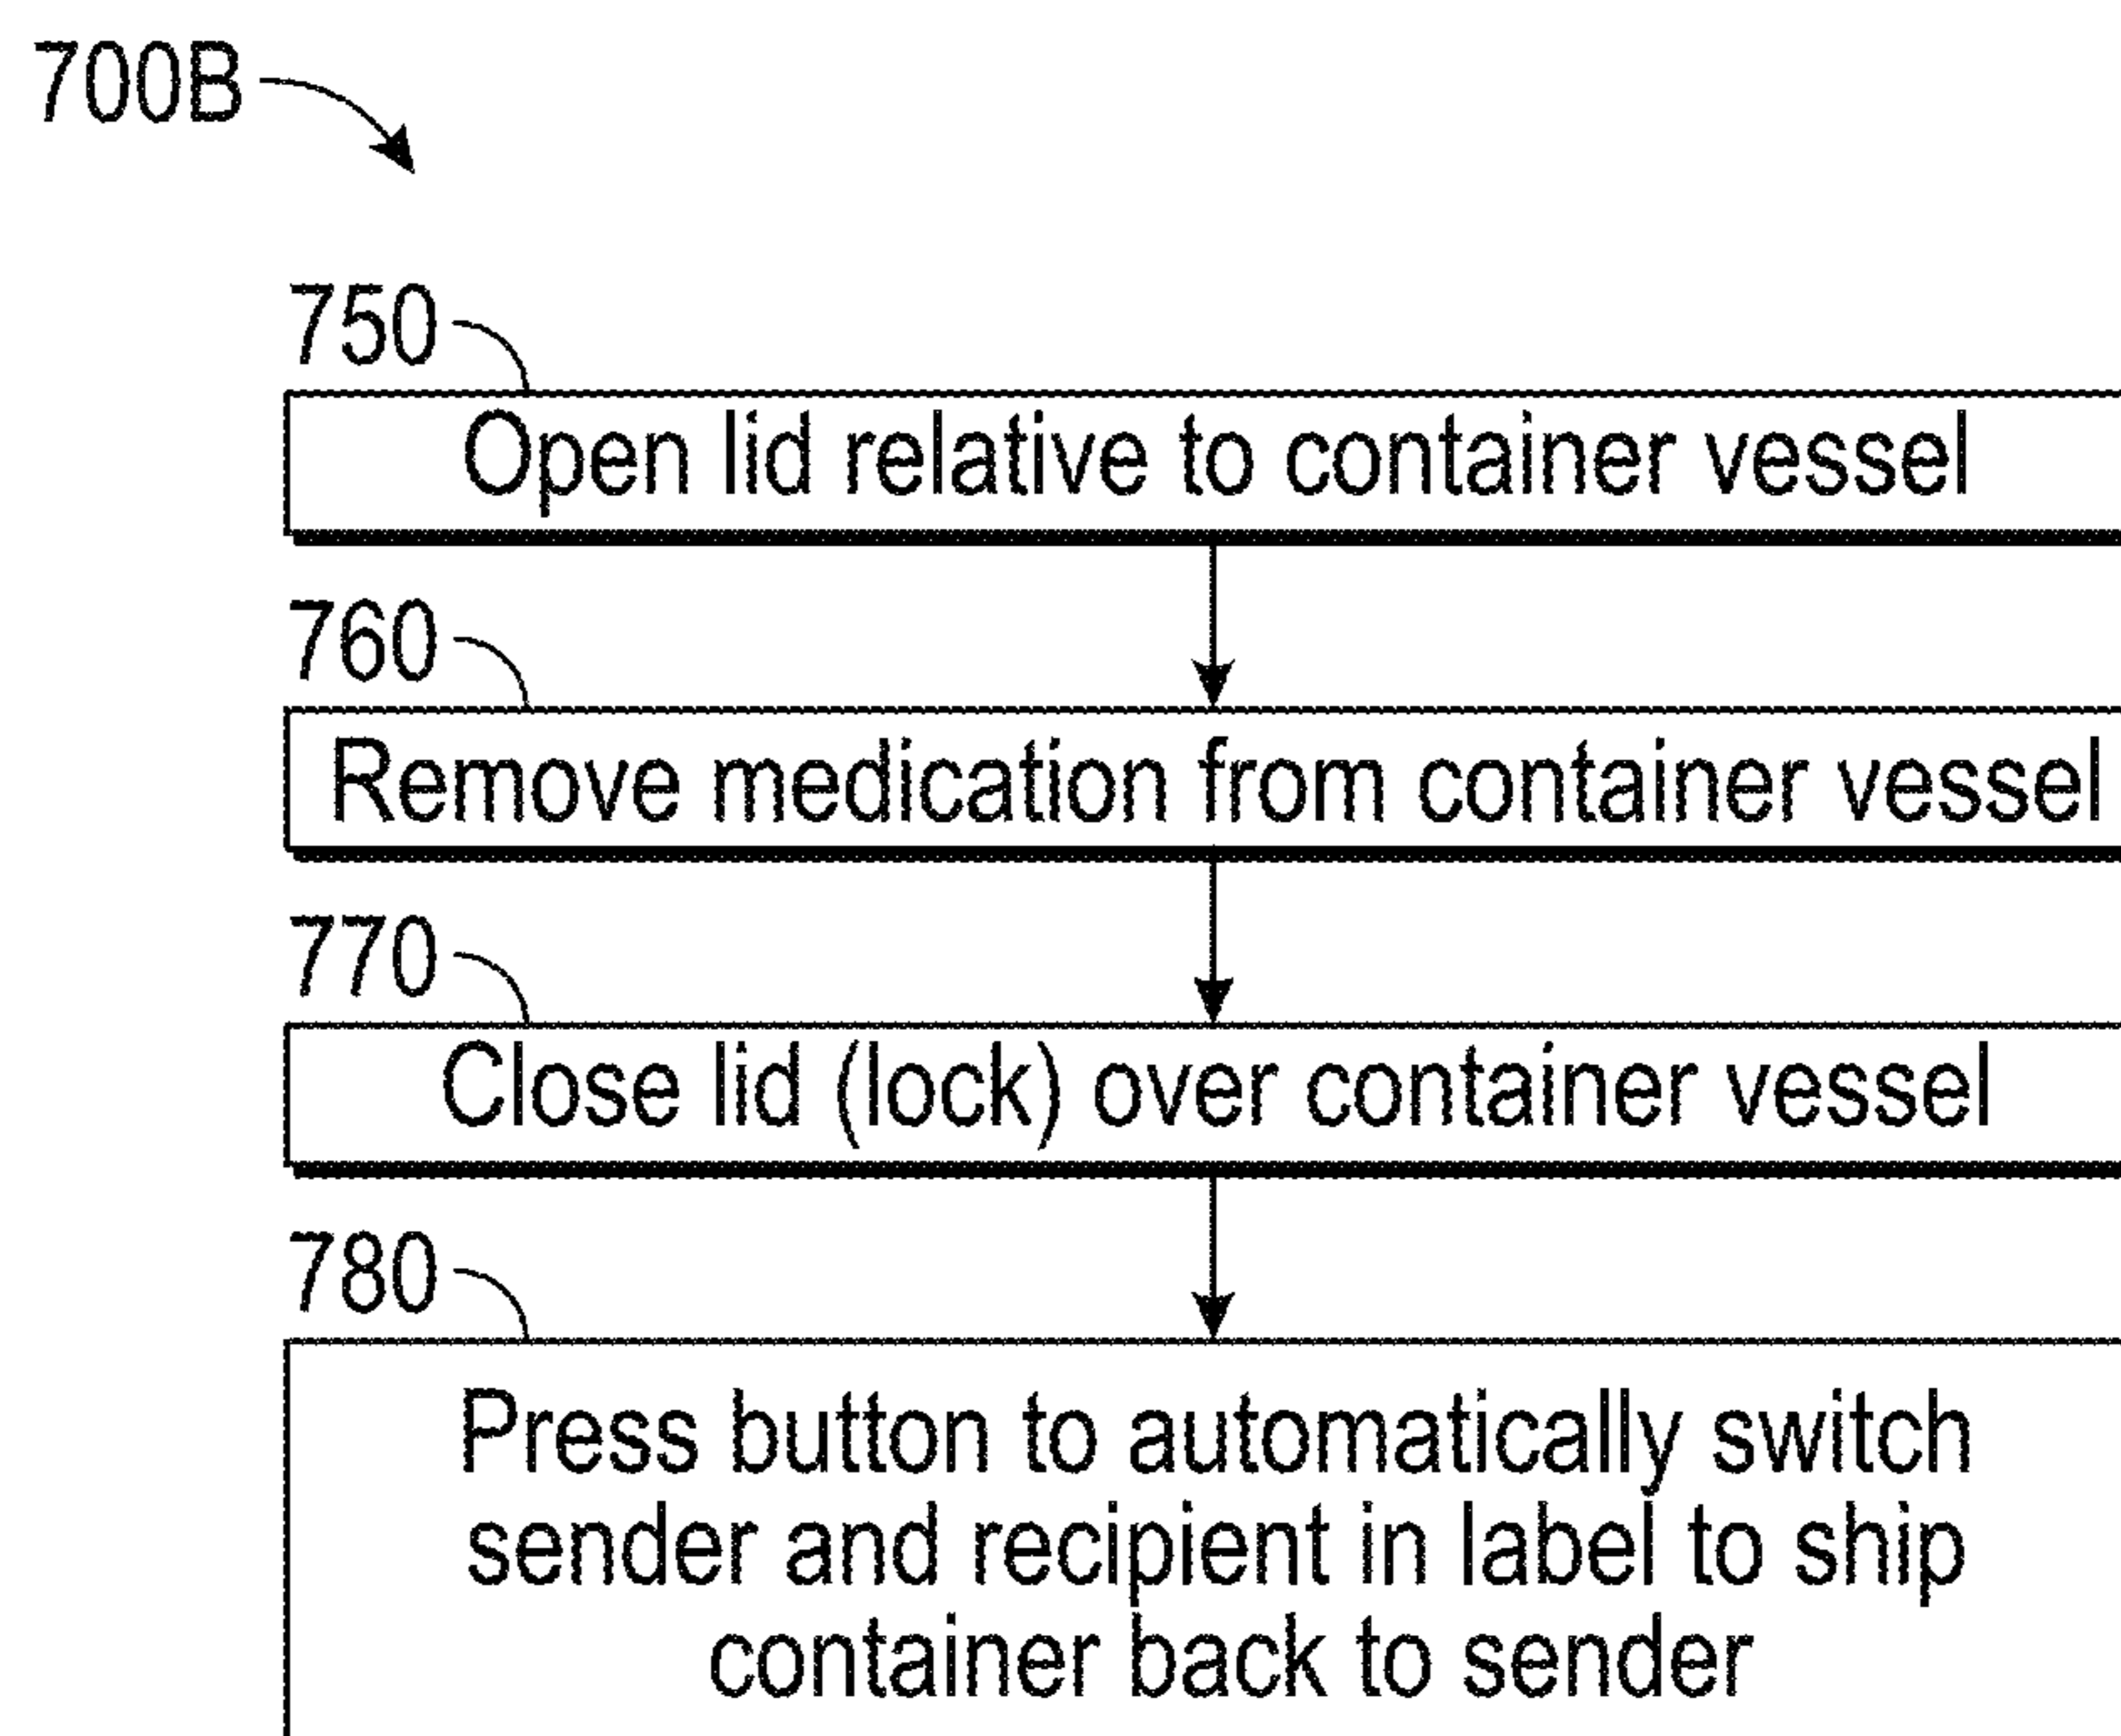 700B
750
Open lid relative to container vessel
760
Remove medication from container vessel
770
Close lid (lock) over container vessel
780
Press button to automatically switch
sender and recipient in label to ship
container back to sender